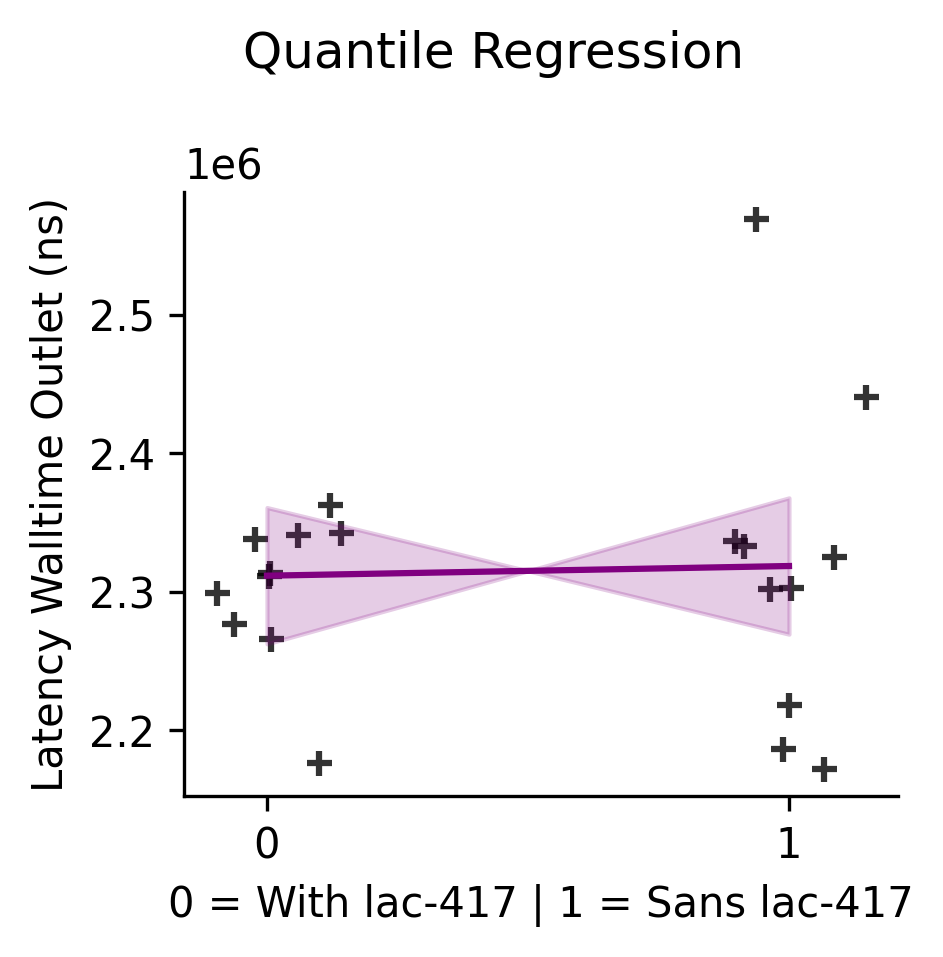 Quantile Regression
1e6
Latency Walltime Outlet (ns)
2.5
2.4
2.3
2.2
0
1
0 = With lac-417 | 1 = Sans lac-417